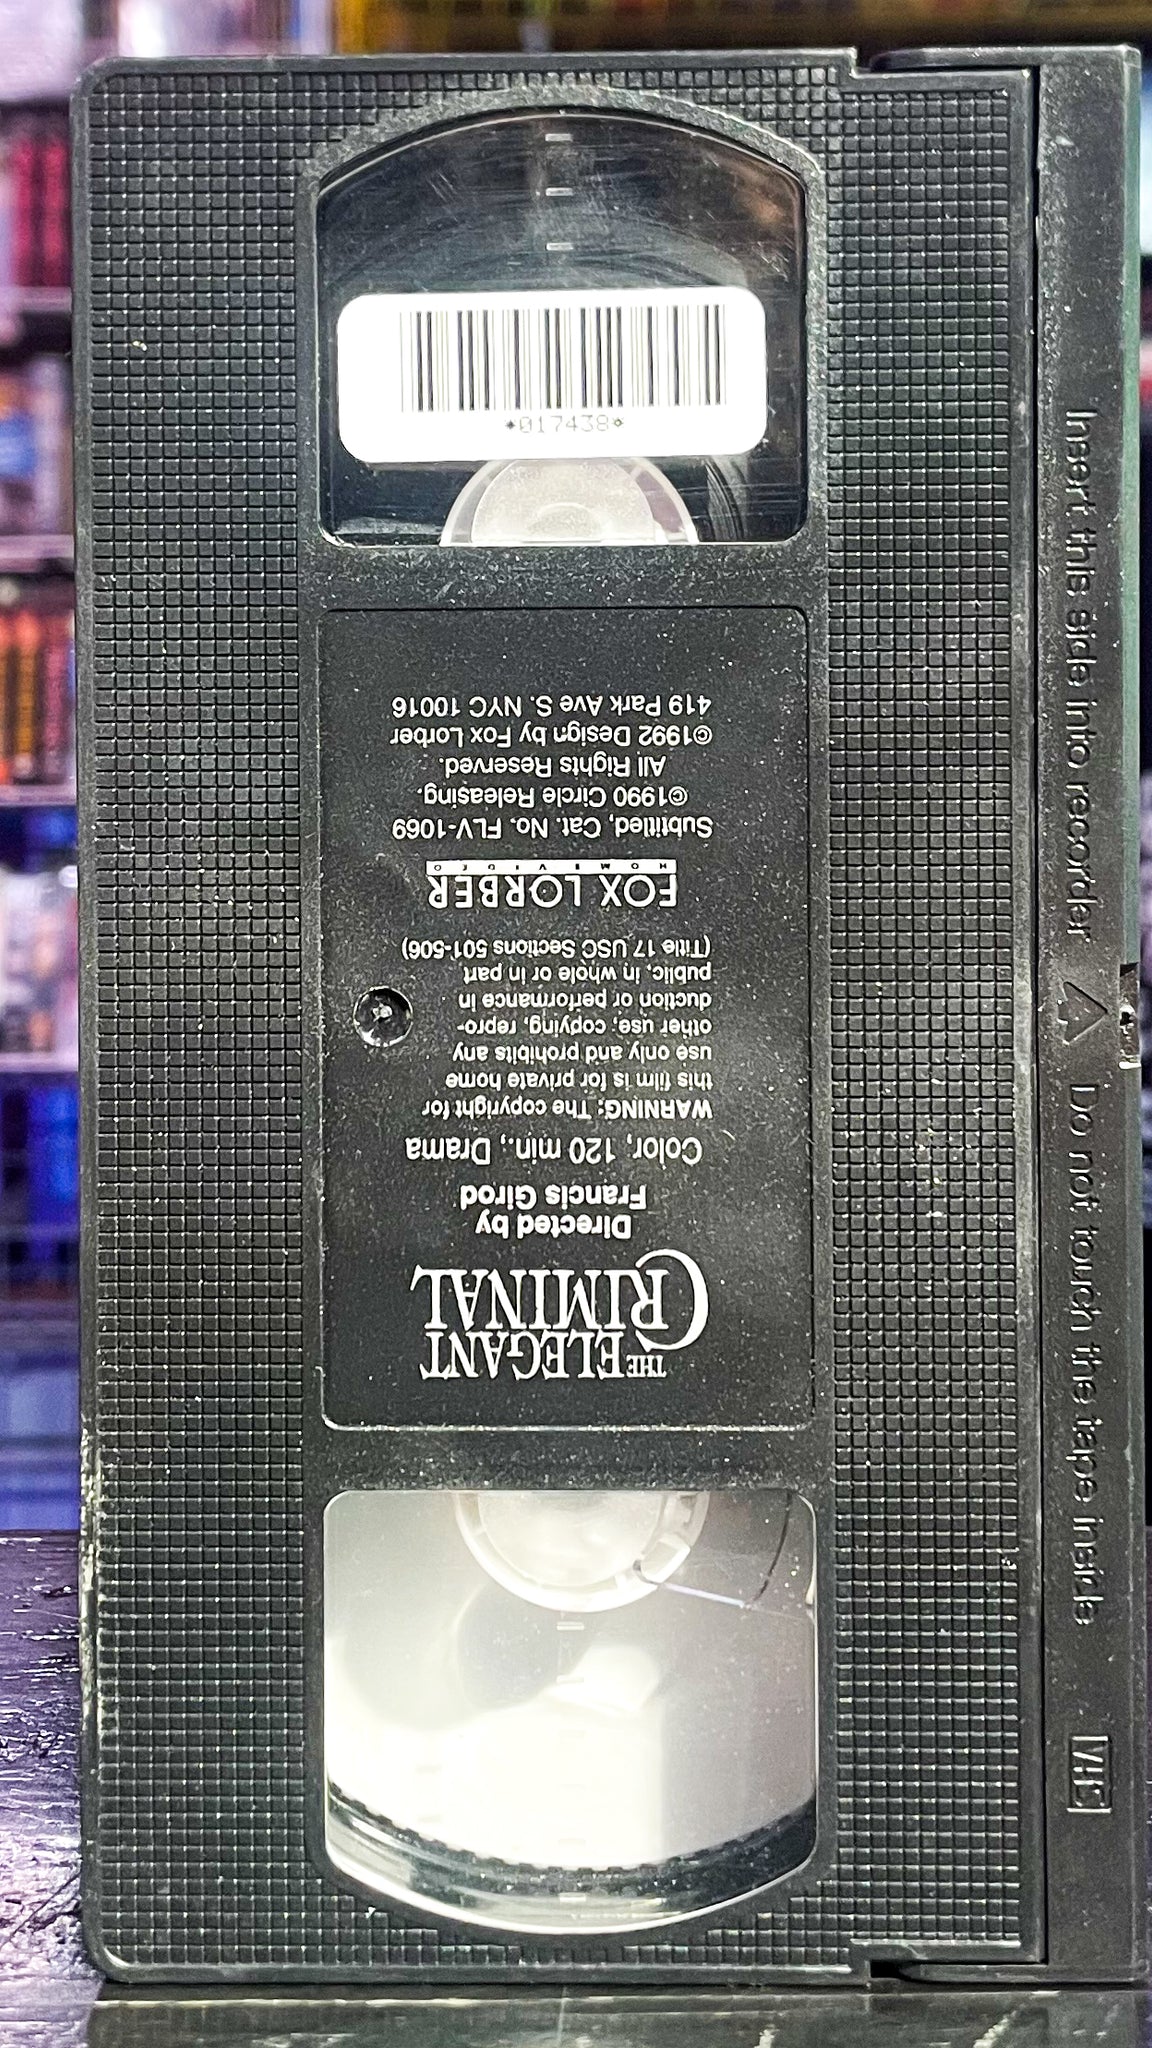 *017438*
THE ELEGANT
CRIMINAL
Directed by
Francis Girod
Color, 120 min., Drama
WARNING: The copyright for
this film is for private home
use only and prohibits any
other use, copying, repro-
duction or performance in
public, in whole or in part
(Title 17 USC Sections 501-506)
FOX LORBER
HOME VIDEO
Subtitled, Cat. No. FLV-1069
©1990 Circle Releasing.
All Rights Reserved.
©1992 Design by Fox Lorber
419 Park Ave S. NYC 10016
Insert this side into recorder △ Do not touch the tape inside
VHS